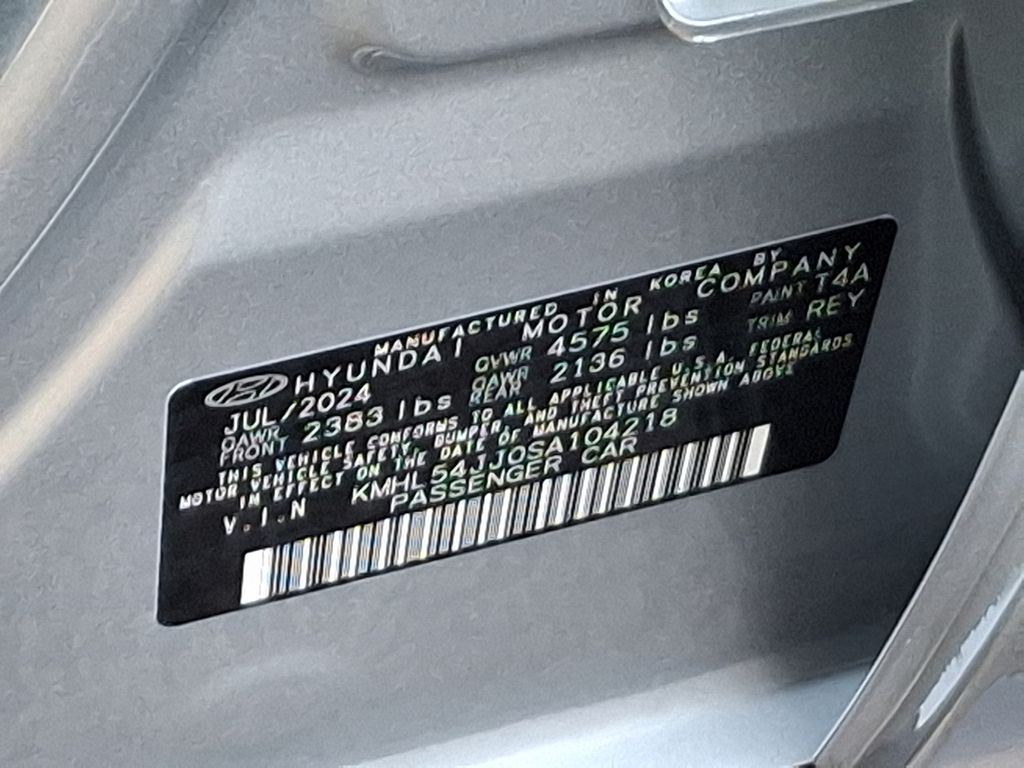 MANUFACTURED IN KOREA BY
HYUNDAI MOTOR COMPANY
JUL/2024 GVWR 4575 lbs PAINT T4A
GAWR FRONT 2383 lbs GAWR REAR 2136 lbs TRIM REY
THIS VEHICLE CONFORMS TO ALL APPLICABLE U.S.A. FEDERAL
MOTOR VEHICLE SAFETY, BUMPER, AND THEFT PREVENTION STANDARDS
IN EFFECT ON THE DATE OF MANUFACTURE SHOWN ABOVE
V.I.N KMHL54JJ0SA104218
PASSENGER CAR